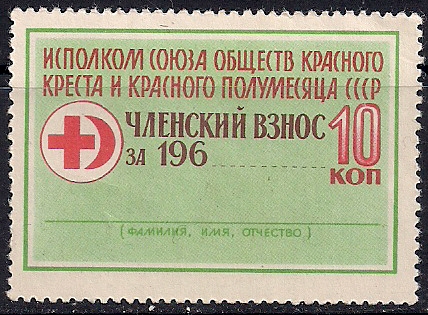 ИСПОЛКОМ СОЮЗА ОБЩЕСТВ КРАСНОГО
КРЕСТА И КРАСНОГО ПОЛУМЕСЯЦА СССР
ЧЛЕНСКИЙ ВЗНОС
ЗА 196
10
КОП
(ФАМИЛИЯ, ИМЯ, ОТЧЕСТВО)